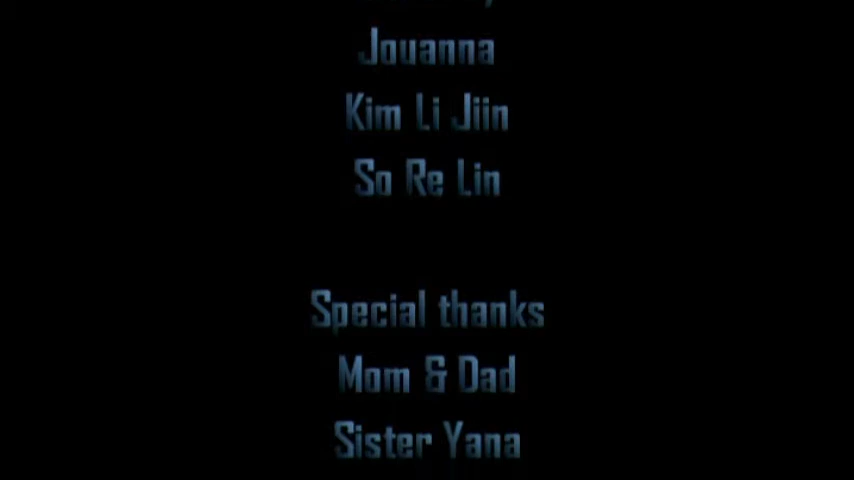 Jouanna
Kim Li Jiin
So Re Lin
Special thanks
Mom & Dad
Sister Yana